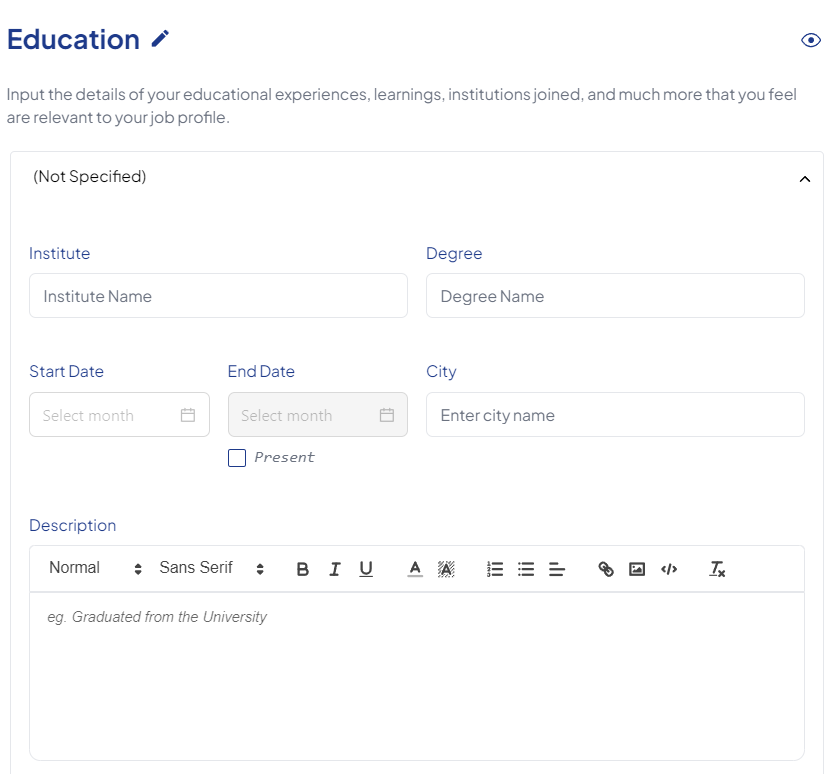 Education
Input the details of your educational experiences, learnings, institutions joined, and much more that you feel
are relevant to your job profile.
(Not Specified)
Institute
Degree
Institute Name
Degree Name
Start Date
End Date
City
Select month
Select month
Enter city name
Present
Description
Normal
Sans Serif
B I U A A
eg. Graduated from the University